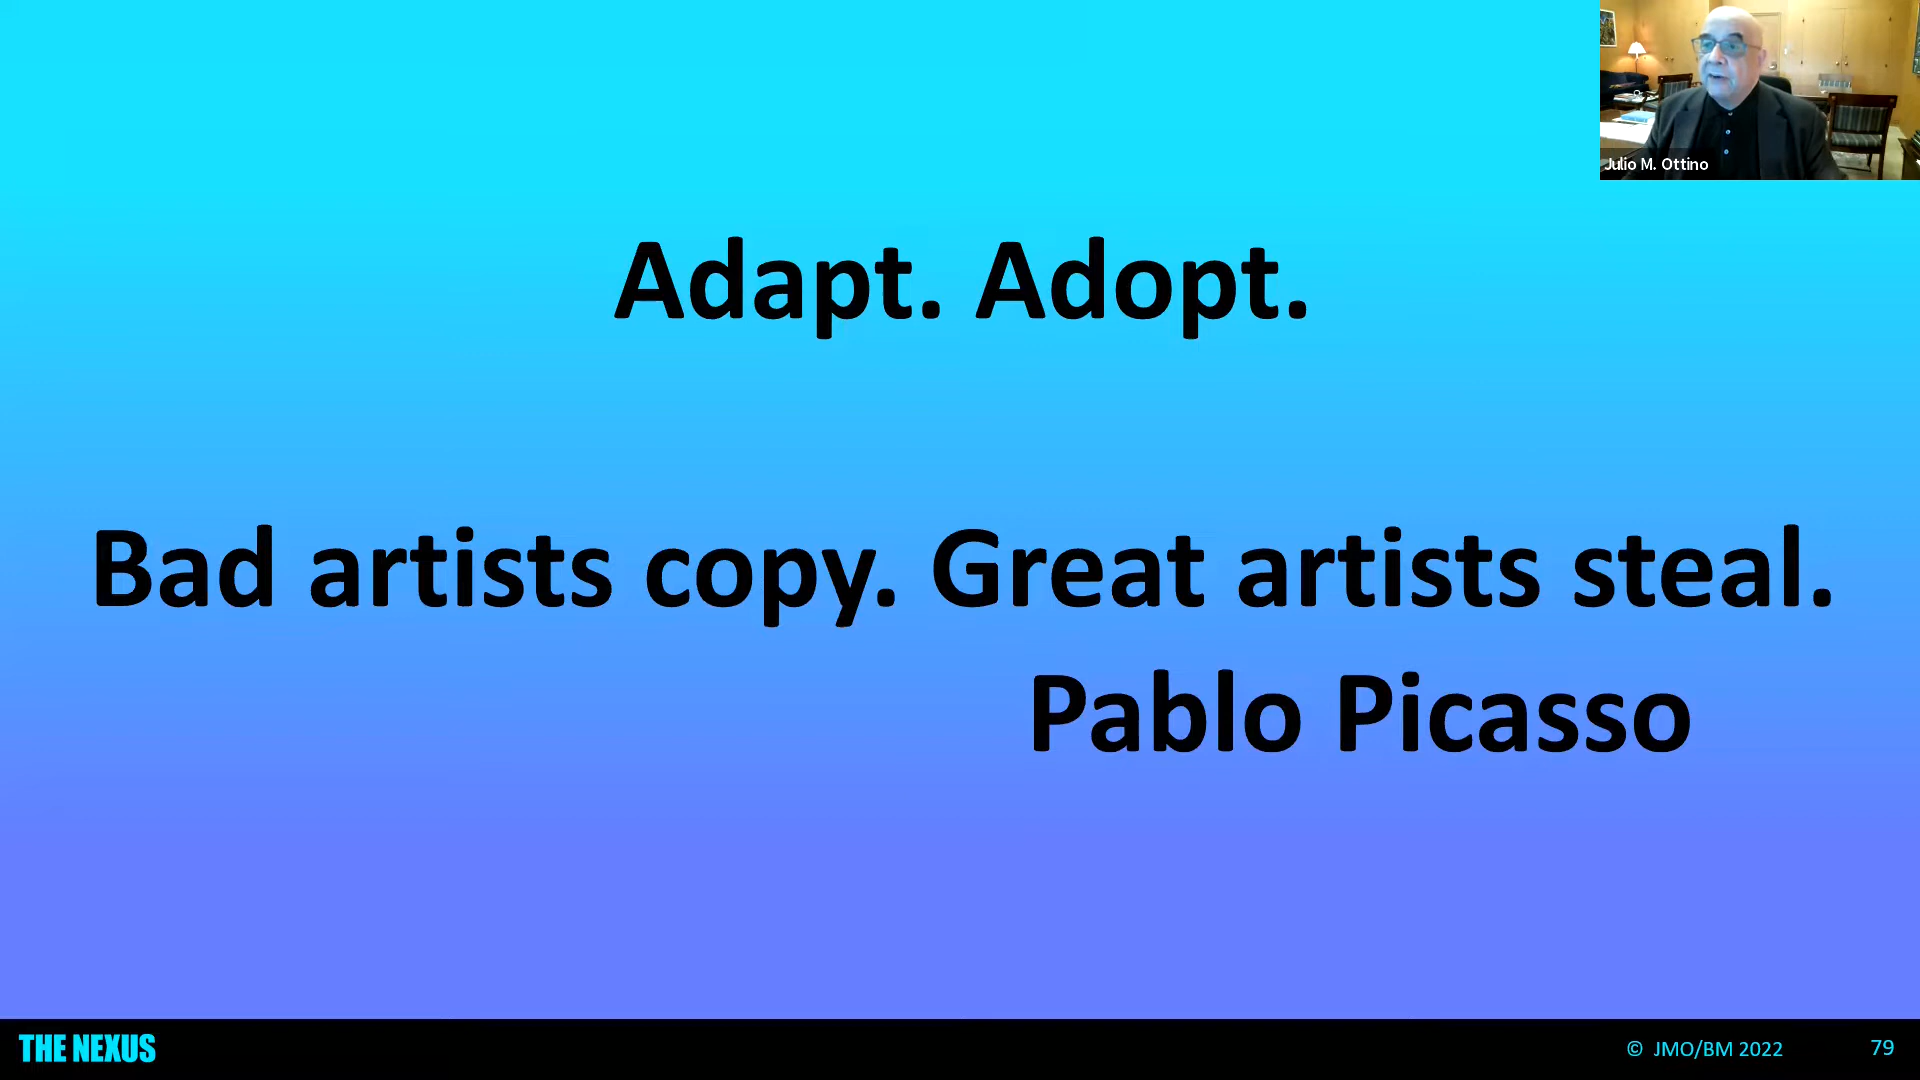 Julio M. Ottino
Adapt. Adopt.
Bad artists copy. Great artists steal.
Pablo Picasso
THE NEXUS
© JMO/BM 2022
79